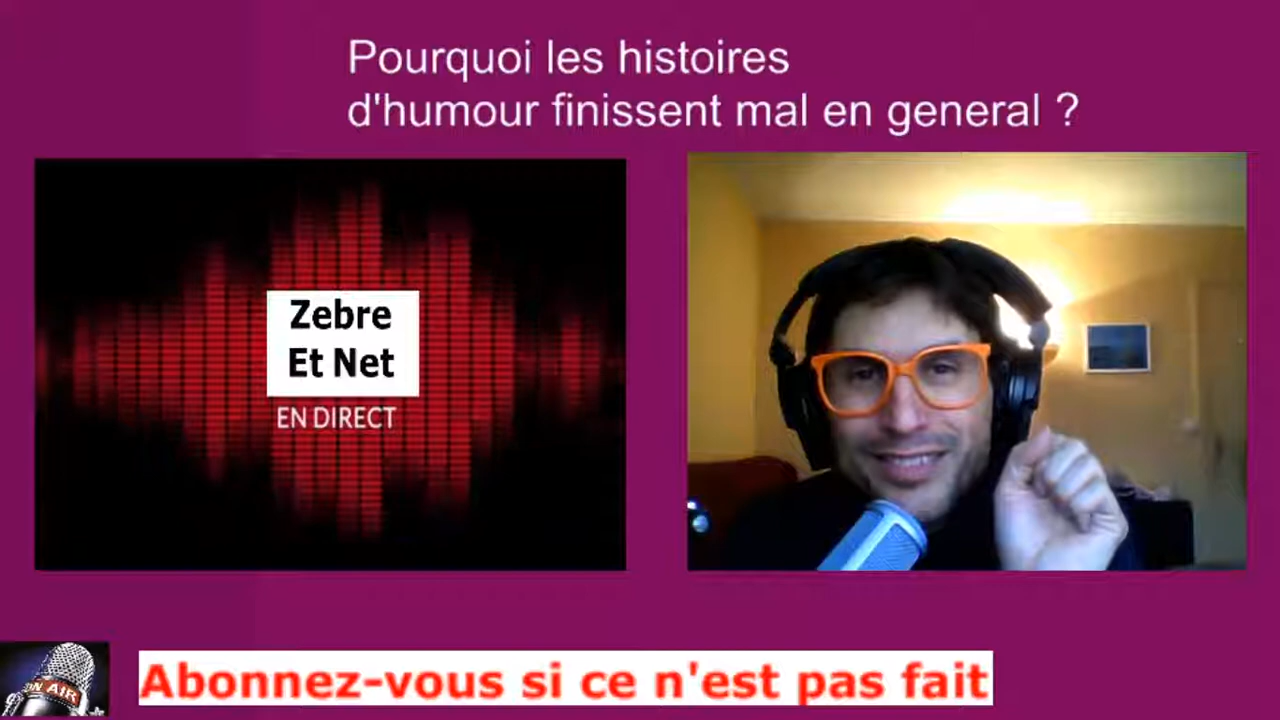 Pourquoi les histoires
d'humour finissent mal en general ?
Zebre
Et Net
EN DIRECT
ON AIR
Abonnez-vous si ce n'est pas fait